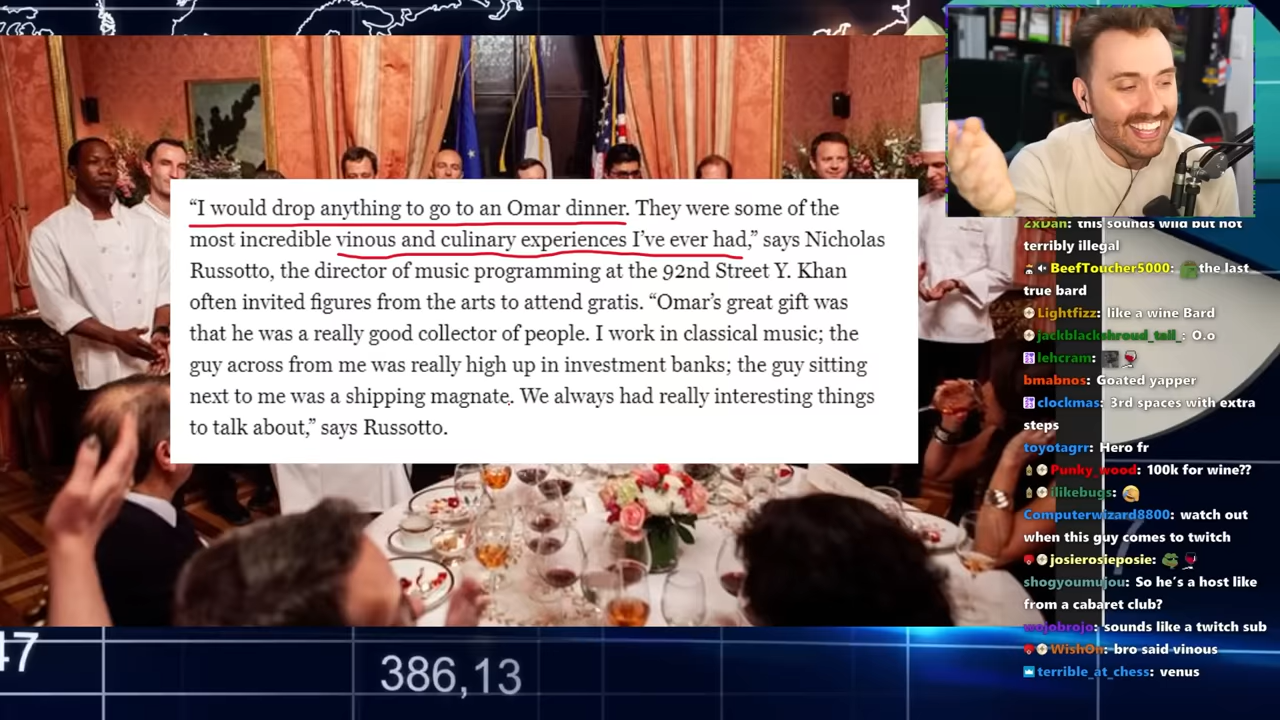 “I would drop anything to go to an Omar dinner. They were some of the
most incredible vinous and culinary experiences I’ve ever had,” says Nicholas
Russotto, the director of music programming at the 92nd Street Y. Khan
often invited figures from the arts to attend gratis. “Omar’s great gift was
that he was a really good collector of people. I work in classical music; the
guy across from me was really high up in investment banks; the guy sitting
next to me was a shipping magnate. We always had really interesting things
to talk about,” says Russotto.
2xDan: this sounds wild but not
terribly illegal
BeefToucher5000: the last
true bard
Lightfizz: like a wine Bard
jackblackshroud_tall_: O.o
lehcram:
bmabnos: Goated yapper
clockmas: 3rd spaces with extra
steps
toyotagrr: Hero fr
Punky_wood: 100k for wine??
ilikebugs:
Computerwizard8800: watch out
when this guy comes to twitch
josierosieposie:
shogyoumujou: So he’s a host like
from a cabaret club?
wojobrojo: sounds like a twitch sub
WishOn: bro said vinous
terrible_at_chess: venus
47
386,13